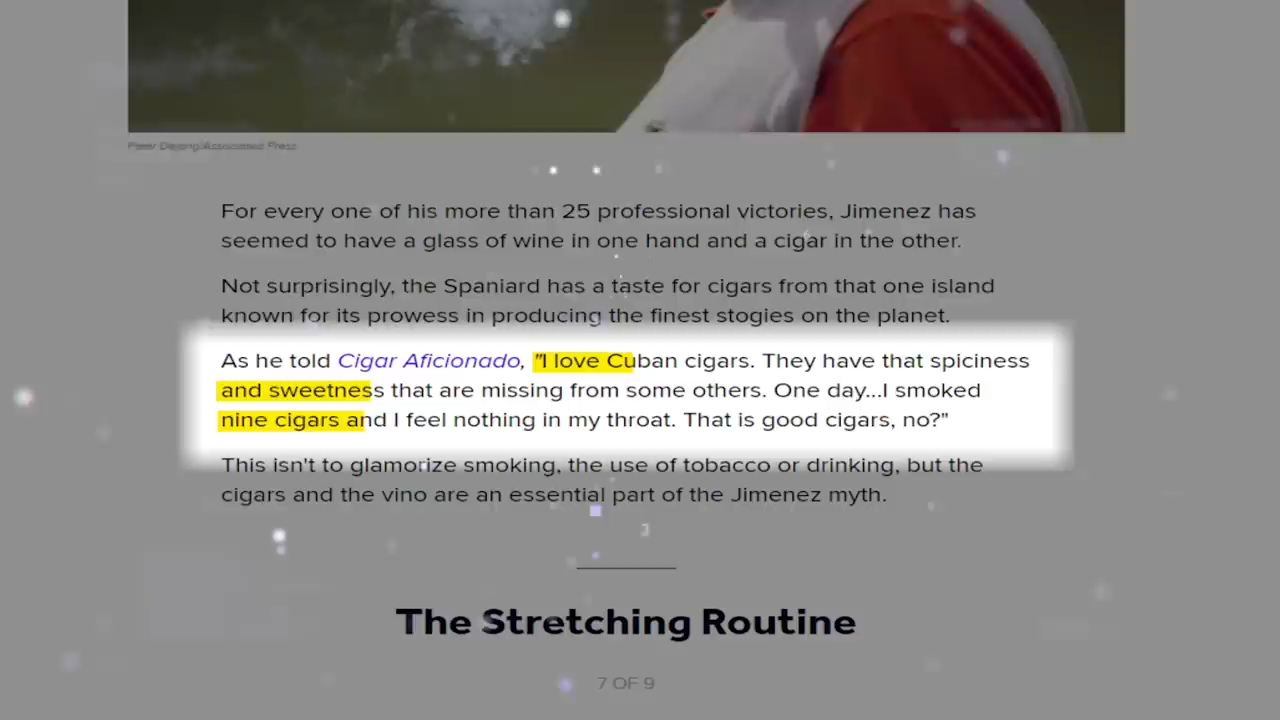 Peter Dejong/Associated Press
For every one of his more than 25 professional victories, Jimenez has
seemed to have a glass of wine in one hand and a cigar in the other.
Not surprisingly, the Spaniard has a taste for cigars from that one island
known for its prowess in producing the finest stogies on the planet.
As he told Cigar Aficionado, "I love Cuban cigars. They have that spiciness
and sweetness that are missing from some others. One day...I smoked
nine cigars and I feel nothing in my throat. That is good cigars, no?"
This isn't to glamorize smoking, the use of tobacco or drinking, but the
cigars and the vino are an essential part of the Jimenez myth.
The Stretching Routine
7 OF 9